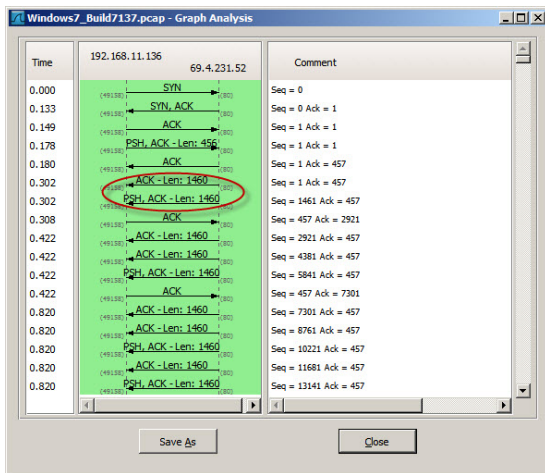 Windows7_Build7137.pcap - Graph Analysis
Time 192.168.11.136 69.4.231.52 Comment
0.000 (49158) SYN (80) Seq = 0
0.133 (49158) SYN, ACK (80) Seq = 0 Ack = 1
0.149 (49158) ACK (80) Seq = 1 Ack = 1
0.178 (49158) PSH, ACK - Len: 456 (80) Seq = 1 Ack = 1
0.180 (49158) ACK (80) Seq = 1 Ack = 457
0.302 (49158) ACK - Len: 1460 (80) Seq = 1 Ack = 457
0.302 (49158) PSH, ACK - Len: 1460 (80) Seq = 1461 Ack = 457
0.308 (49158) ACK (80) Seq = 457 Ack = 2921
0.422 (49158) ACK - Len: 1460 (80) Seq = 2921 Ack = 457
0.422 (49158) ACK - Len: 1460 (80) Seq = 4381 Ack = 457
0.422 (49158) PSH, ACK - Len: 1460 (80) Seq = 5841 Ack = 457
0.422 (49158) ACK (80) Seq = 457 Ack = 7301
0.820 (49158) ACK - Len: 1460 (80) Seq = 7301 Ack = 457
0.820 (49158) ACK - Len: 1460 (80) Seq = 8761 Ack = 457
0.820 (49158) PSH, ACK - Len: 1460 (80) Seq = 10221 Ack = 457
0.820 (49158) ACK - Len: 1460 (80) Seq = 11681 Ack = 457
0.820 (49158) PSH, ACK - Len: 1460 (80) Seq = 13141 Ack = 457
Save As Close